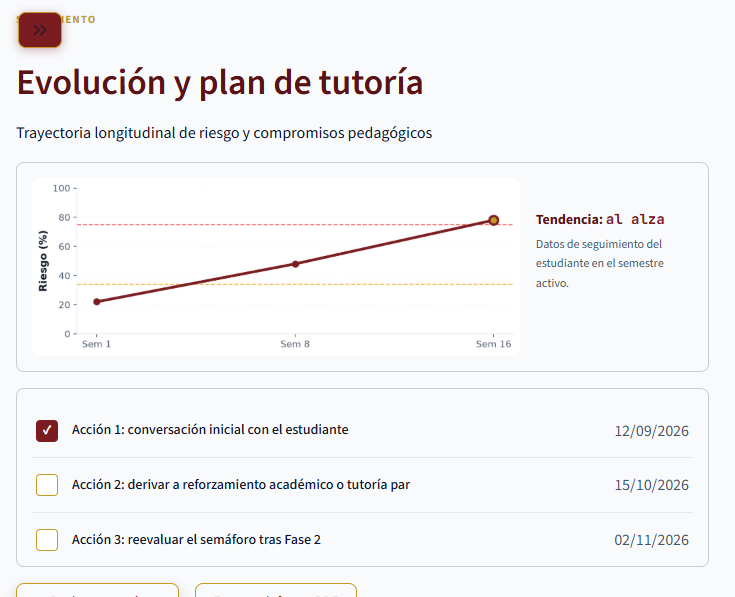 Evolución y plan de tutoría
Trayectoria longitudinal de riesgo y compromisos pedagógicos
100
80
60
40
20
0
Riesgo (%)
Sem 1
Sem 8
Sem 16
Tendencia: al alza
Datos de seguimiento del
estudiante en el semestre
activo.
Acción 1: conversación inicial con el estudiante
12/09/2026
Acción 2: derivar a reforzamiento académico o tutoría par
15/10/2026
Acción 3: reevaluar el semáforo tras Fase 2
02/11/2026